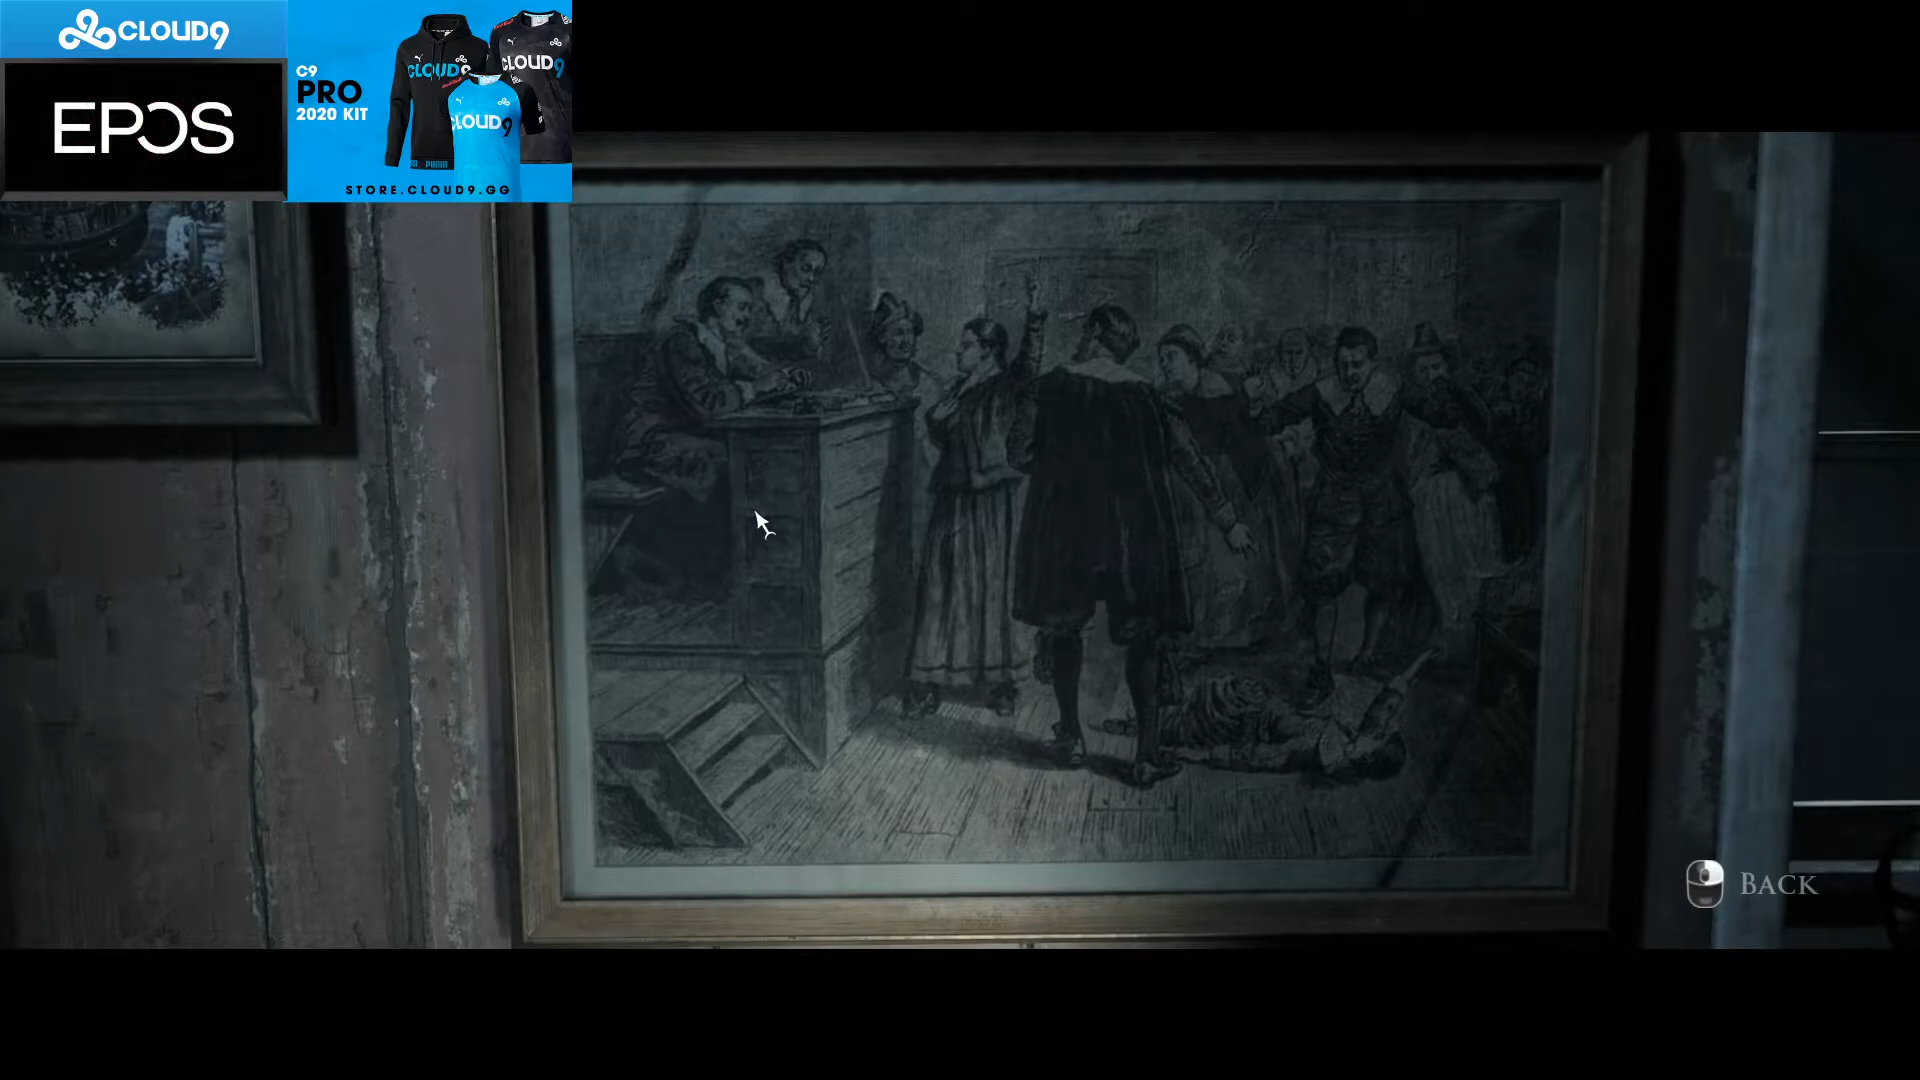 CLOUD9
EPOS
C9
PRO
2020 KIT
CLOUD9
CLOUD9
CLOUD9
PUMA
STORE.CLOUD9.GG
BACK